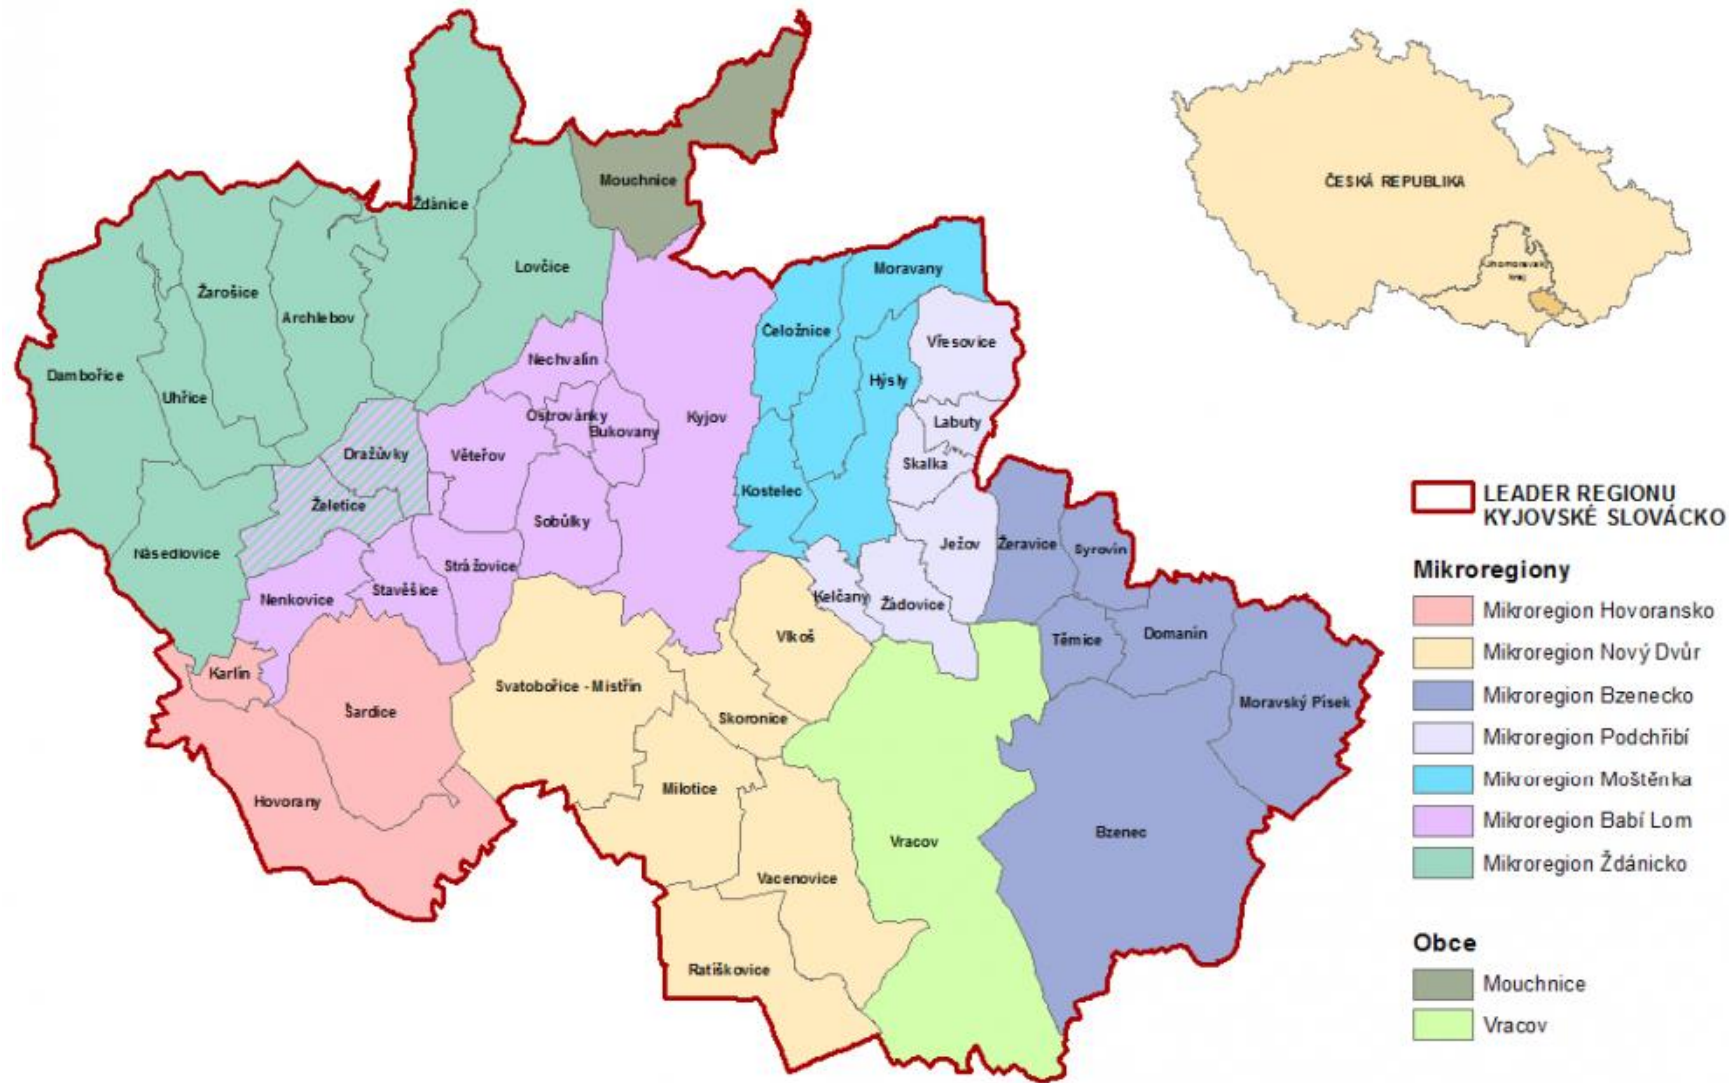 Mouchnice
Ždánice
Lovčice
Žarošice
Archlebov
Dambořice
Uhřice
Moravany
Čeložnice
Vřesovice
Hýsly
Nechvalín
Ostrovánky
Bukovany
Kyjov
Labuty
Skalka
Dražůvky
Věteřov
Želetice
Kostelec
Sobůlky
Násedlovice
Ježov
Žeravice
Syrovín
Strážovice
Stavěšice
Nenkovice
Kelčany
Žádovice
Vlkoš
Těmice
Domanín
Karlín
Svatobořice - Mistřín
Šardice
Skoronice
Moravský Písek
Milotice
Hovorany
Vracov
Bzenec
Vacenovice
Ratíškovice
ČESKÁ REPUBLIKA
Jihomoravský
kraj
LEADER REGIONU
KYJOVSKÉ SLOVÁCKO
Mikroregiony
Mikroregion Hovoransko
Mikroregion Nový Dvůr
Mikroregion Bzenecko
Mikroregion Podchřibí
Mikroregion Moštěnka
Mikroregion Babí Lom
Mikroregion Ždánicko
Obce
Mouchnice
Vracov